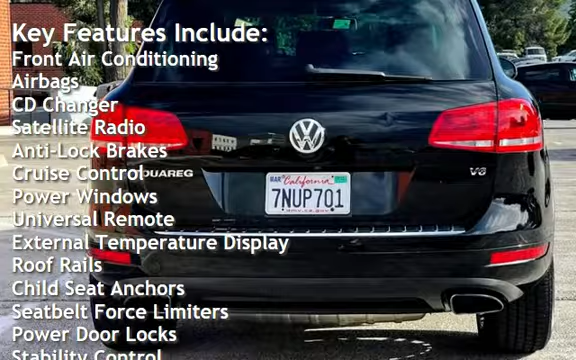 Key Features Include:
Front Air Conditioning
Airbags
CD Changer
Satellite Radio
Anti-Lock Brakes
Cruise Control
Power Windows
Universal Remote
External Temperature Display
Roof Rails
Child Seat Anchors
Seatbelt Force Limiters
Power Door Locks
Stability Control
OUAREG
V6
MAR California
7NUP701